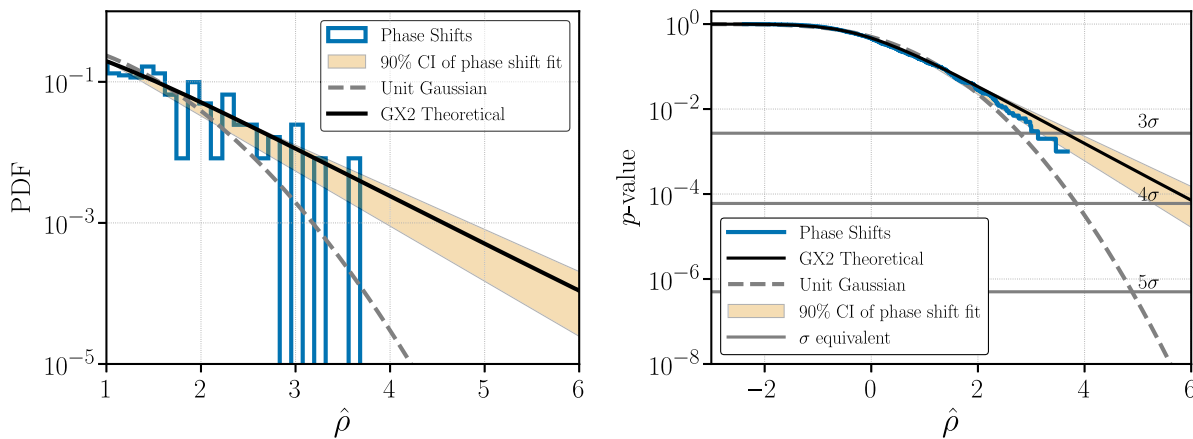 PDF
10⁻¹
10⁻³
10⁻⁵
1
2
3
4
5
6
ρ̂
Phase Shifts
90% CI of phase shift fit
Unit Gaussian
GX2 Theoretical
p-value
10⁰
10⁻²
10⁻⁴
10⁻⁶
10⁻⁸
−2
0
2
4
6
ρ̂
3σ
4σ
5σ
Phase Shifts
GX2 Theoretical
Unit Gaussian
90% CI of phase shift fit
σ equivalent